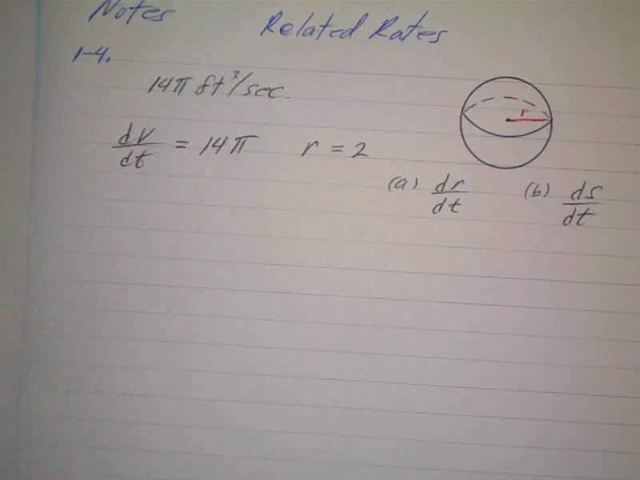 Notes
Related Rates
1-4.
14π ft³/sec.
dV/dt = 14π r = 2
r
(a) dr/dt (b) ds/dt